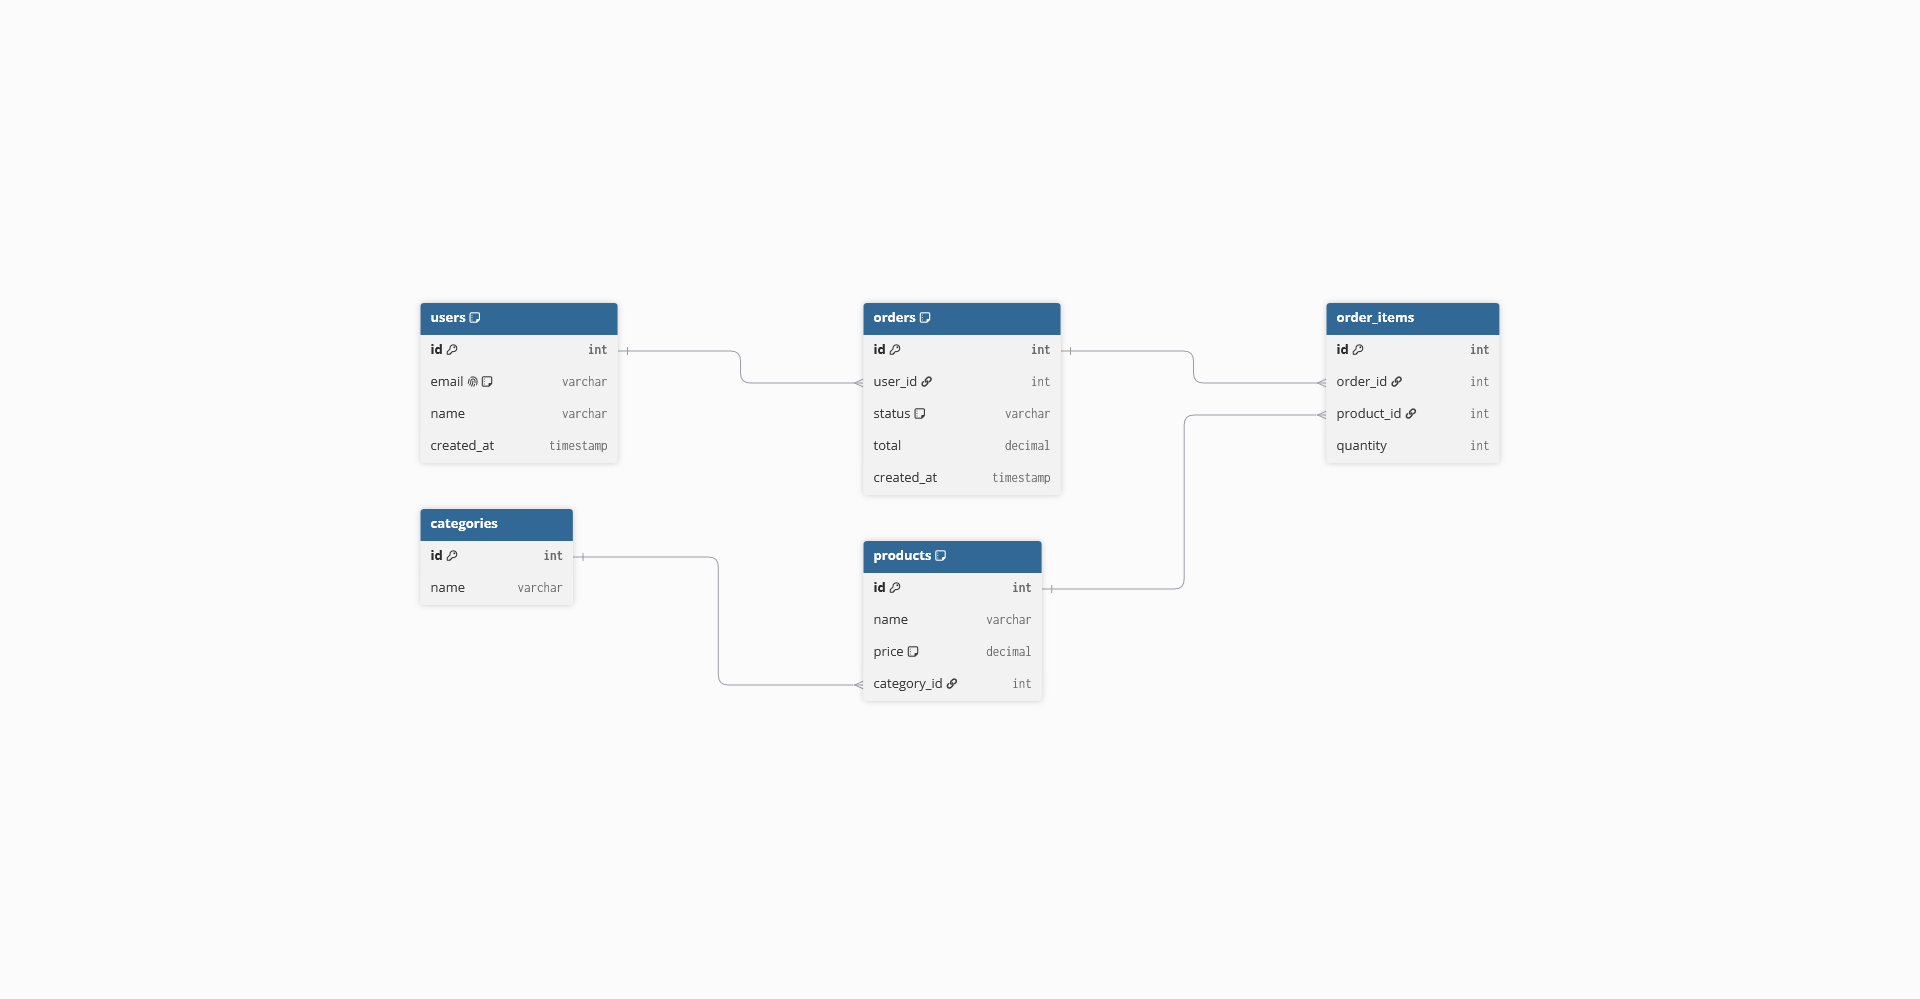 users
id int
email varchar
name varchar
created_at timestamp
orders
id int
user_id int
status varchar
total decimal
created_at timestamp
order_items
id int
order_id int
product_id int
quantity int
categories
id int
name varchar
products
id int
name varchar
price decimal
category_id int